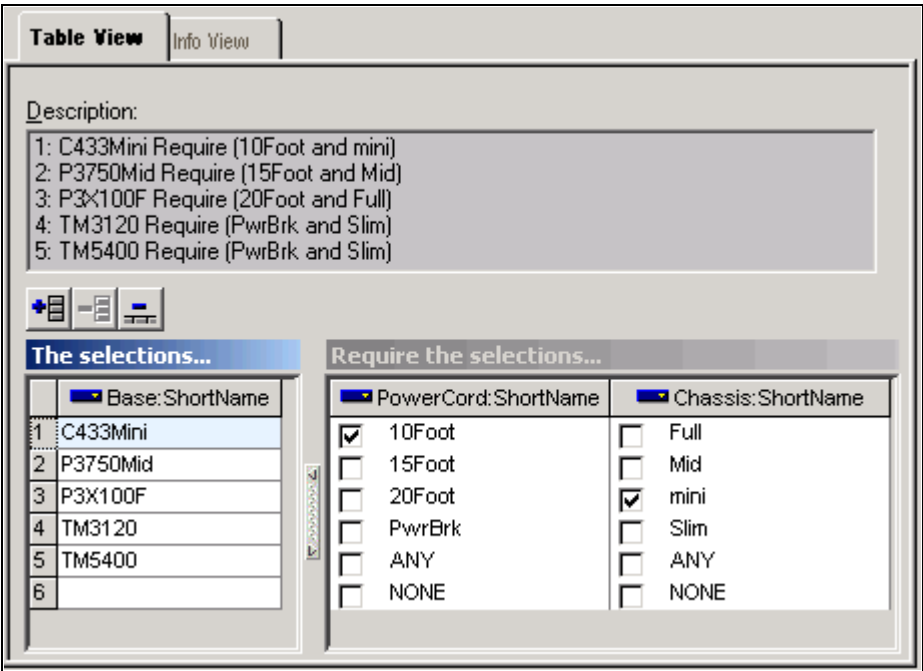 Table View Info View
Description:
1: C433Mini Require (10Foot and mini)
2: P3750Mid Require (15Foot and Mid)
3: P3X100F Require (20Foot and Full)
4: TM3120 Require (PwrBrk and Slim)
5: TM5400 Require (PwrBrk and Slim)
The selections... Require the selections...
Base:ShortName PowerCord:ShortName Chassis:ShortName
1 C433Mini 10Foot Full
2 P3750Mid 15Foot Mid
3 P3X100F 20Foot mini
4 TM3120 PwrBrk Slim
5 TM5400 ANY ANY
6 NONE NONE